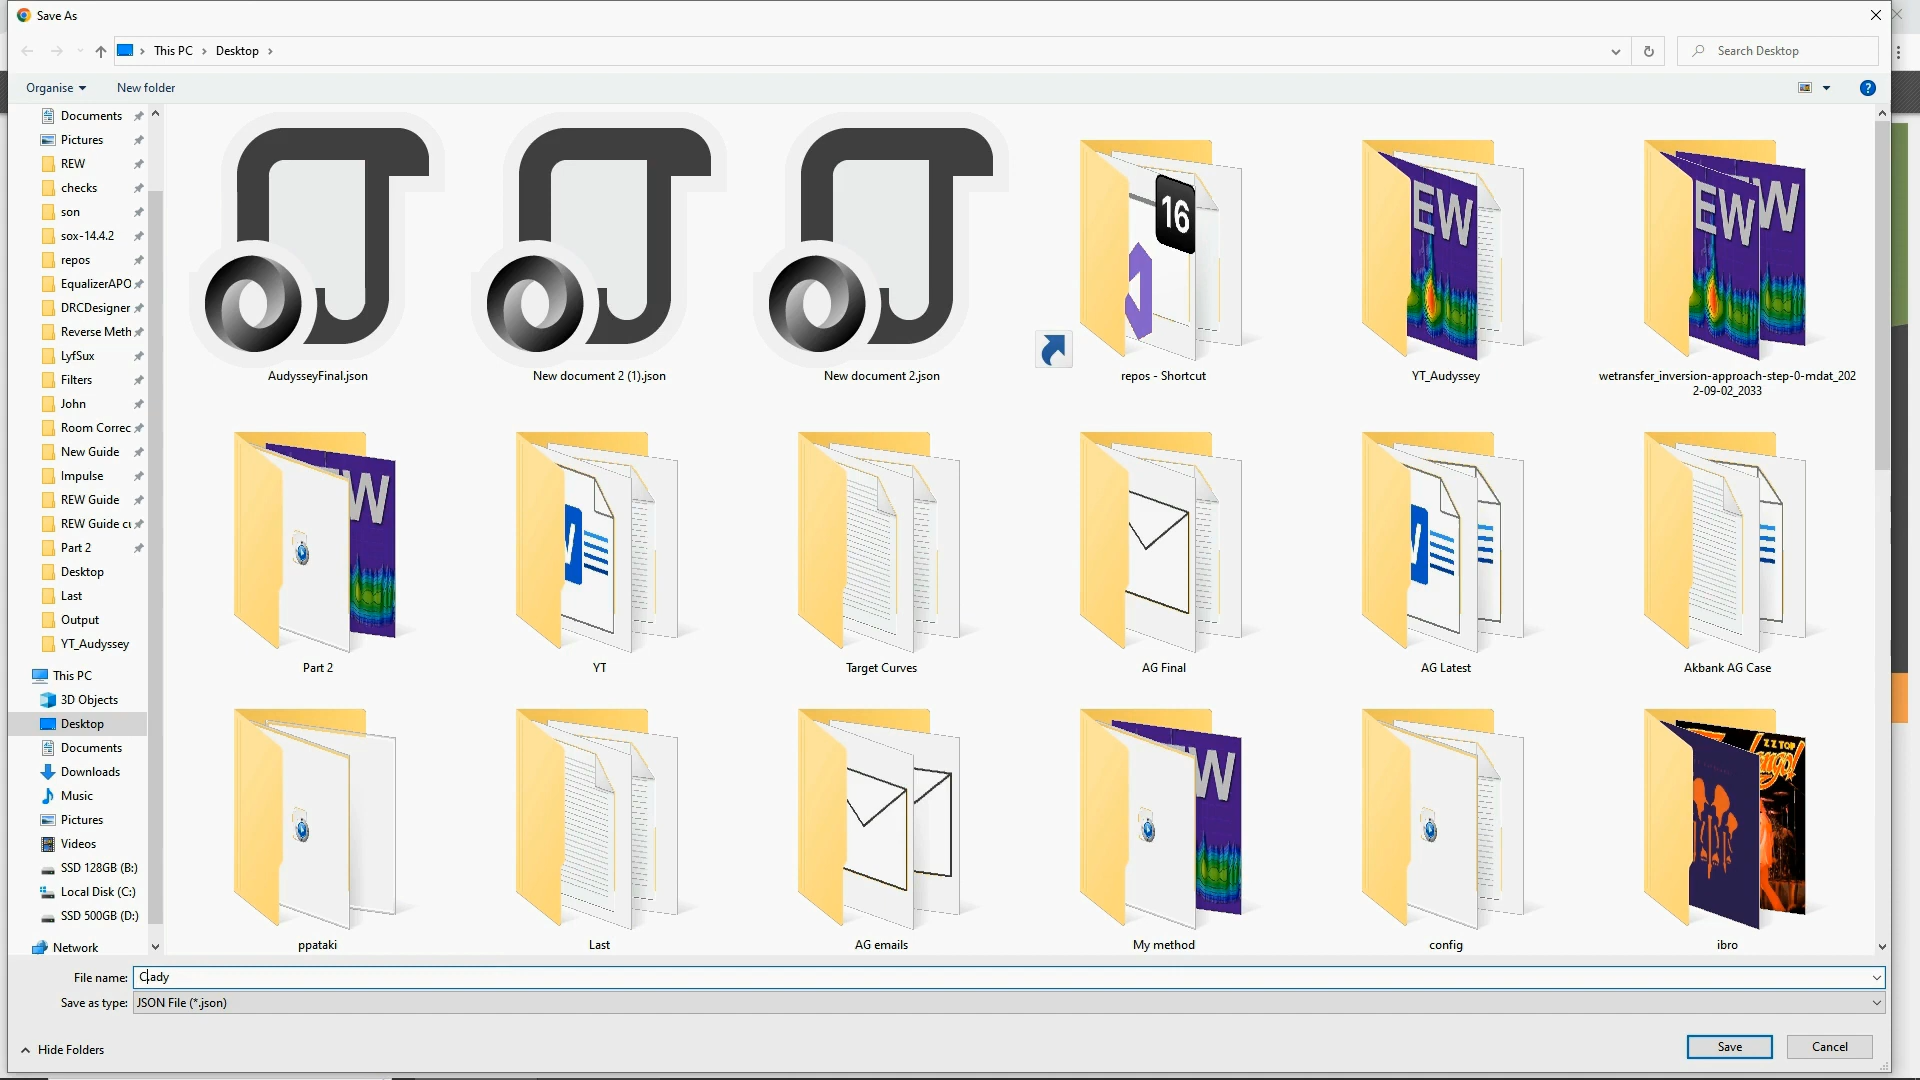 Save As
This PC
Desktop
Search Desktop
Organise
New folder
Documents
Pictures
REW
checks
son
sox-14.4.2
repos
EqualizerAPO
DRCDesigner
Reverse Meth
LyfSux
Filters
John
Room Correc
New Guide
Impulse
REW Guide
REW Guide cu
Part 2
Desktop
Last
Output
YT_Audyssey
This PC
3D Objects
Desktop
Documents
Downloads
Music
Pictures
Videos
SSD 128GB (B:)
Local Disk (C:)
SSD 500GB (D:)
Network
16
EW
EW W
AudysseyFinal.json
New document 2 (1).json
New document 2.json
repos - Shortcut
YT_Audyssey
wetransfer_inversion-approach-step-0-mdat_202
2-09-02_2033
W
Part 2
YT
Target Curves
AG Final
AG Latest
Akbank AG Case
W
ZZ TOP
ppataki
Last
AG emails
My method
config
ibro
File name: Cady
Save as type: JSON File (*.json)
Hide Folders
Save
Cancel